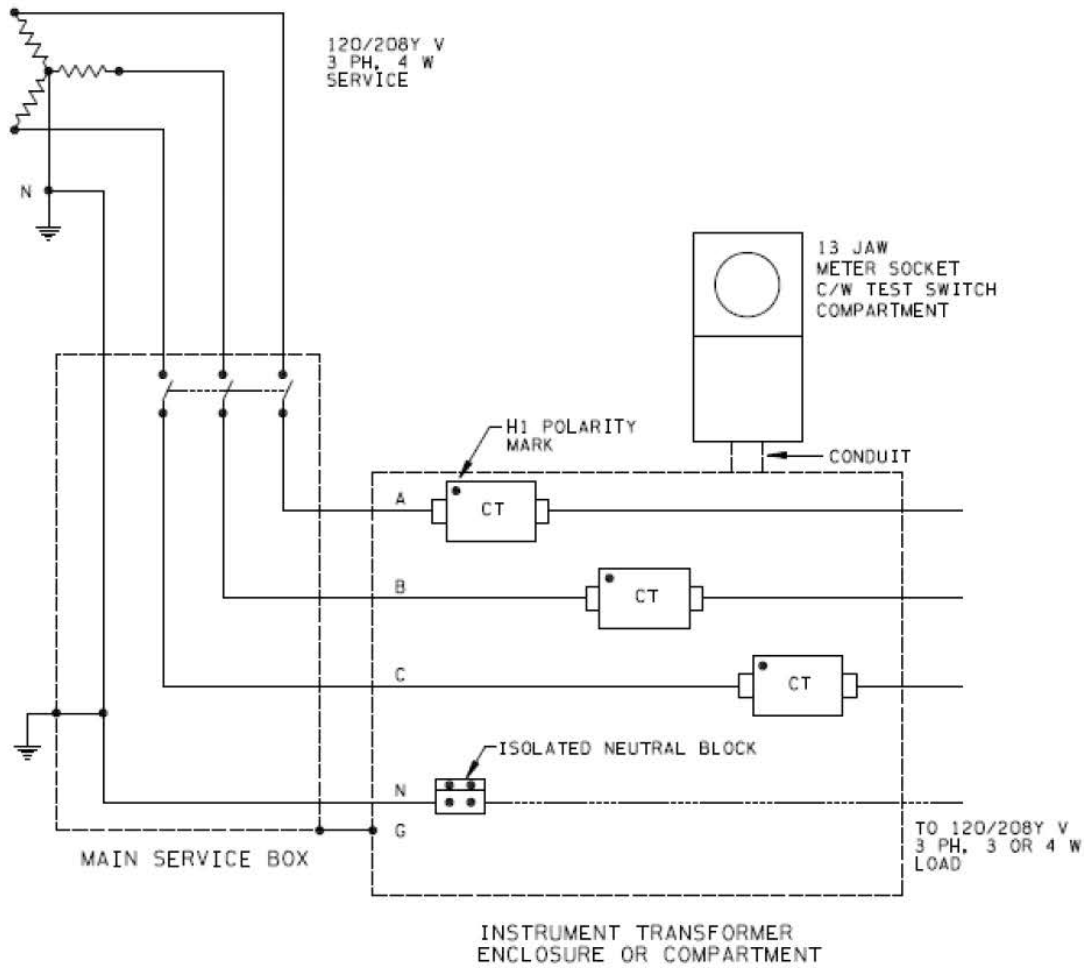 120/208Y V
3 PH, 4 W
SERVICE
N
13 JAW
METER SOCKET
C/W TEST SWITCH
COMPARTMENT
H1 POLARITY
MARK
CONDUIT
A
CT
B
CT
C
CT
ISOLATED NEUTRAL BLOCK
N
G
MAIN SERVICE BOX
TO 120/208Y V
3 PH, 3 OR 4 W
LOAD
INSTRUMENT TRANSFORMER
ENCLOSURE OR COMPARTMENT